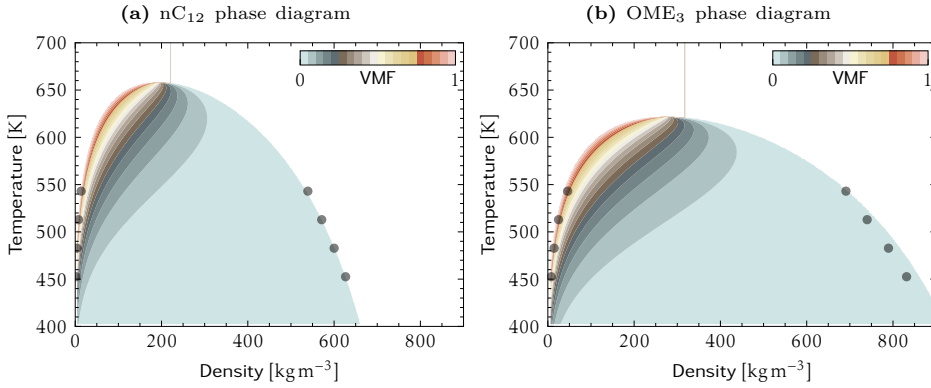 (a) nC₁₂ phase diagram
(b) OME₃ phase diagram
700
650
600
550
500
450
400
Temperature [K]
0 200 400 600 800
Density [kg m⁻³]
0 VMF 1
700
650
600
550
500
450
400
Temperature [K]
0 200 400 600 800
Density [kg m⁻³]
0 VMF 1